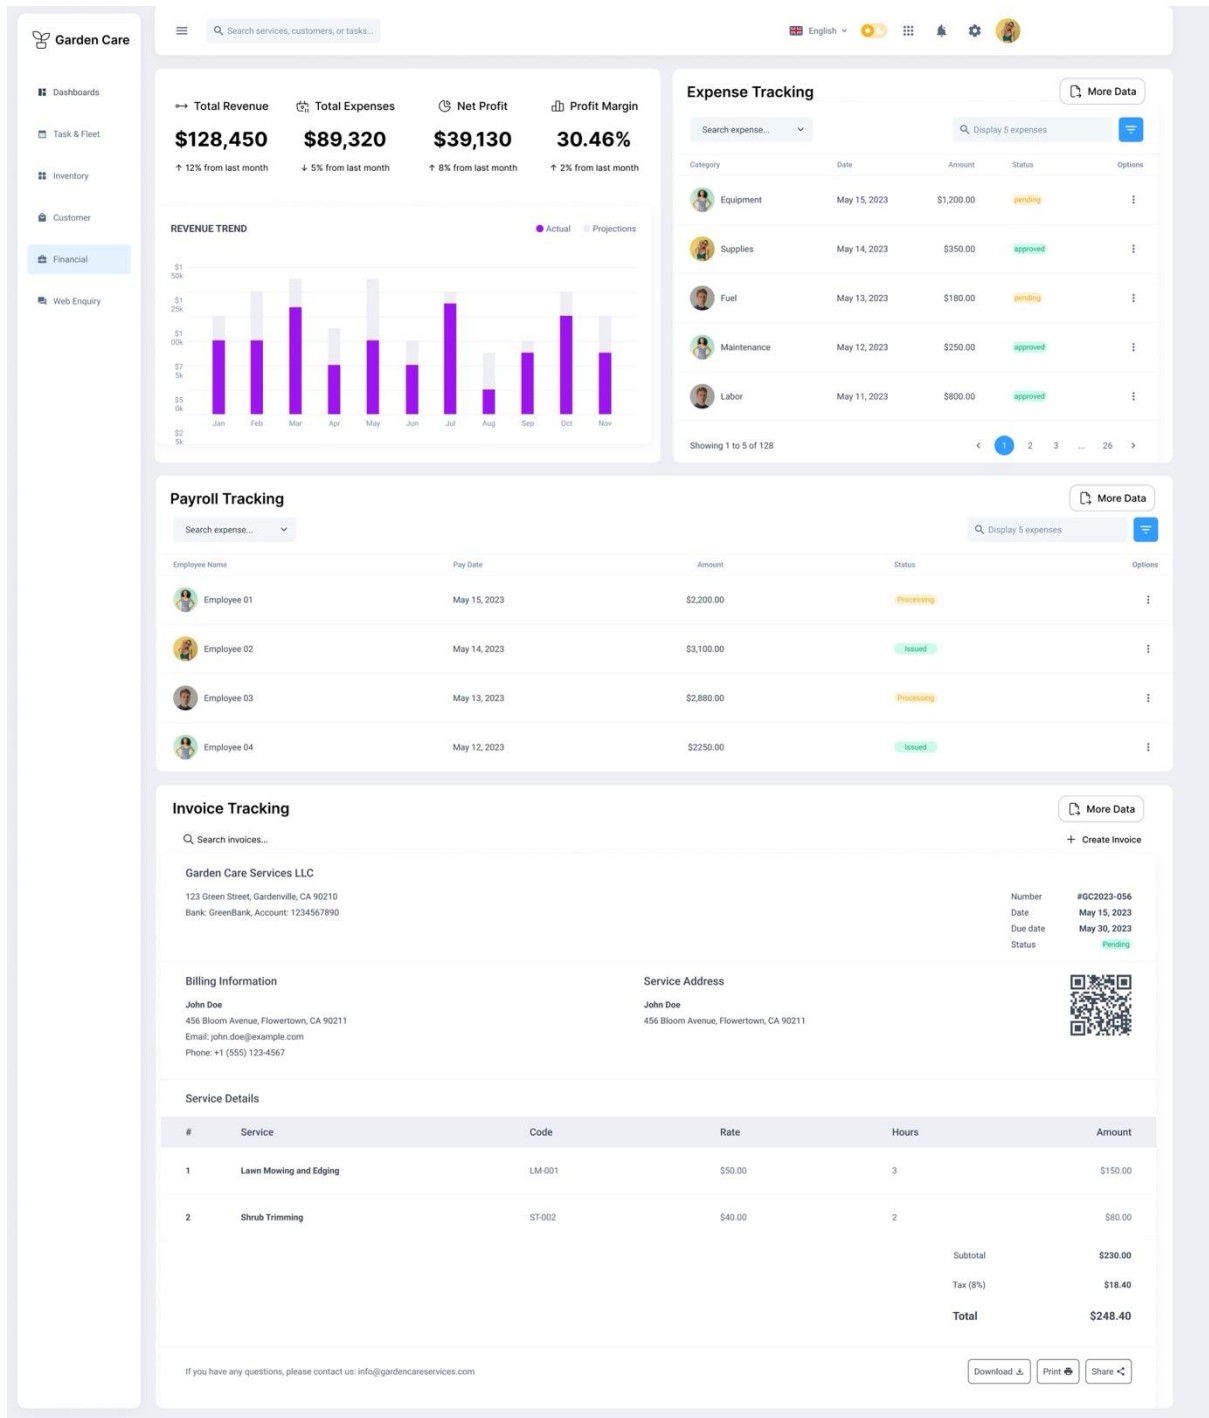 Garden Care
Search services, customers, or tasks...
English
Dashboards
Task & Fleet
Inventory
Customer
Financial
Web Enquiry
Total Revenue
$128,450
↑ 12% from last month
Total Expenses
$89,320
↓ 5% from last month
Net Profit
$39,130
↑ 8% from last month
Profit Margin
30.46%
↑ 2% from last month
REVENUE TREND
Actual Projections
$1
50k
$1
25k
$1
00k
$7
5k
$5
0k
$2
5k
Jan Feb Mar Apr May Jun Jul Aug Sep Oct Nov
Expense Tracking
More Data
Search expense...
Display 5 expenses
Category Date Amount Status Options
Equipment May 15, 2023 $1,200.00 pending
Supplies May 14, 2023 $350.00 approved
Fuel May 13, 2023 $180.00 pending
Maintenance May 12, 2023 $250.00 approved
Labor May 11, 2023 $800.00 approved
Showing 1 to 5 of 128
< 1 2 3 ... 26 >
Payroll Tracking
More Data
Search expense...
Display 5 expenses
Employee Name Pay Date Amount Status Options
Employee 01 May 15, 2023 $2,200.00 Processing
Employee 02 May 14, 2023 $3,100.00 Issued
Employee 03 May 13, 2023 $2,880.00 Processing
Employee 04 May 12, 2023 $2250.00 Issued
Invoice Tracking
More Data
Search invoices...
+ Create Invoice
Garden Care Services LLC
123 Green Street, Gardenville, CA 90210
Bank: GreenBank, Account: 1234567890
Number #GC2023-056
Date May 15, 2023
Due date May 30, 2023
Status Pending
Billing Information
John Doe
456 Bloom Avenue, Flowertown, CA 90211
Email: john.doe@example.com
Phone: +1 (555) 123-4567
Service Address
John Doe
456 Bloom Avenue, Flowertown, CA 90211
Service Details
# Service Code Rate Hours Amount
1 Lawn Mowing and Edging LM-001 $50.00 3 $150.00
2 Shrub Trimming ST-002 $40.00 2 $80.00
Subtotal $230.00
Tax (8%) $18.40
Total $248.40
If you have any questions, please contact us: info@gardencareservices.com
Download Print Share